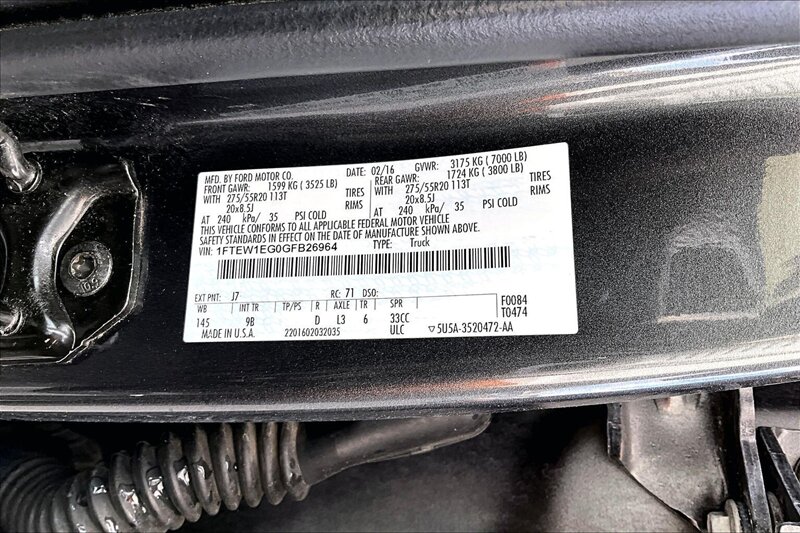 MFD. BY FORD MOTOR CO. DATE: 02/16 GVWR: 3175 KG ( 7000 LB)
FRONT GAWR: 1599 KG ( 3525 LB) REAR GAWR: 1724 KG ( 3800 LB)
WITH 275/55R20 113T TIRES WITH 275/55R20 113T TIRES
20x8.5J RIMS 20x8.5J RIMS
AT 240 kPa/ 35 PSI COLD AT 240 kPa/ 35 PSI COLD
THIS VEHICLE CONFORMS TO ALL APPLICABLE FEDERAL MOTOR VEHICLE
SAFETY STANDARDS IN EFFECT ON THE DATE OF MANUFACTURE SHOWN ABOVE.
VIN: 1FTEW1EG0GFB26964 TYPE: Truck
EXT PNT: J7 RC: 71 DSO:
WB INT TR TP/PS R AXLE TR SPR F0084
145 9B D L3 6 33CC T0474
MADE IN U.S.A. 2201602032035 ULC ▽5U5A-3520472-AA